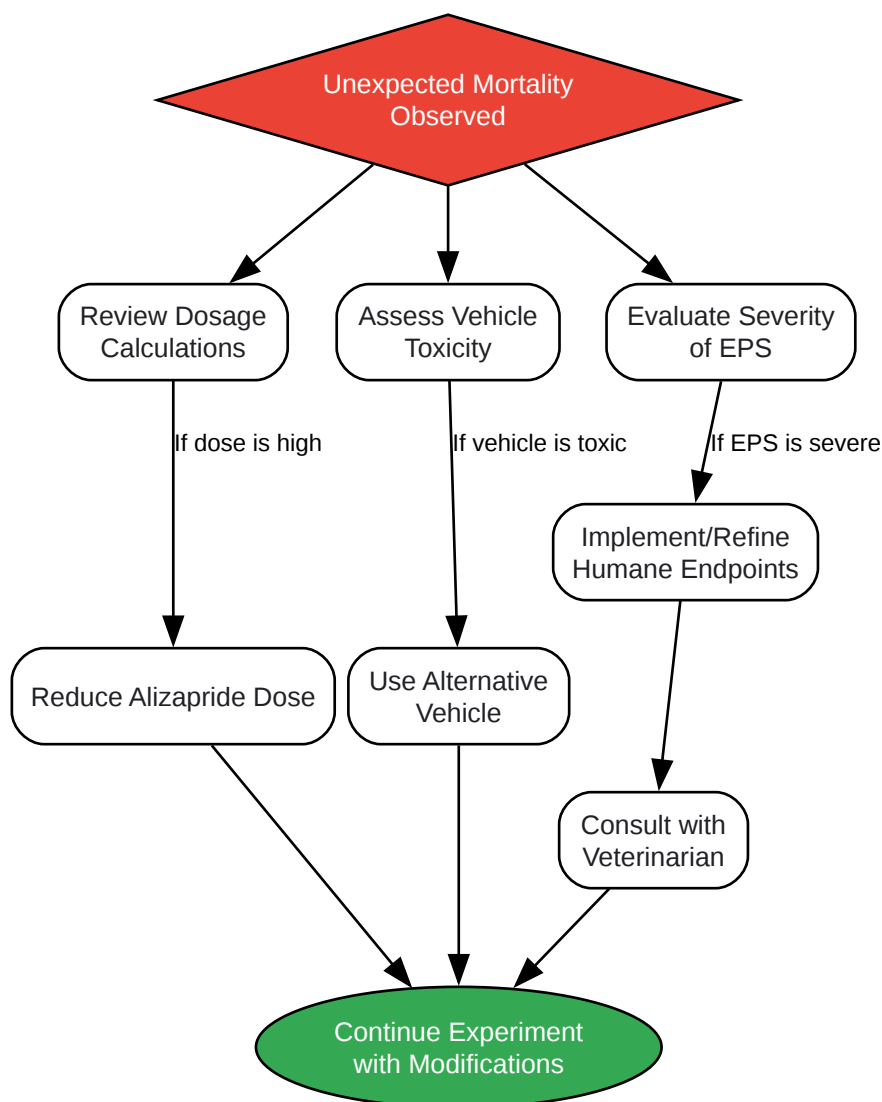 Unexpected Mortality
Observed
Review Dosage
Calculations
Assess Vehicle
Toxicity
Evaluate Severity
of EPS
If dose is high
If vehicle is toxic
If EPS is severe
Implement/Refine
Humane Endpoints
Reduce Alizapride Dose
Use Alternative
Vehicle
Consult with
Veterinarian
Continue Experiment
with Modifications